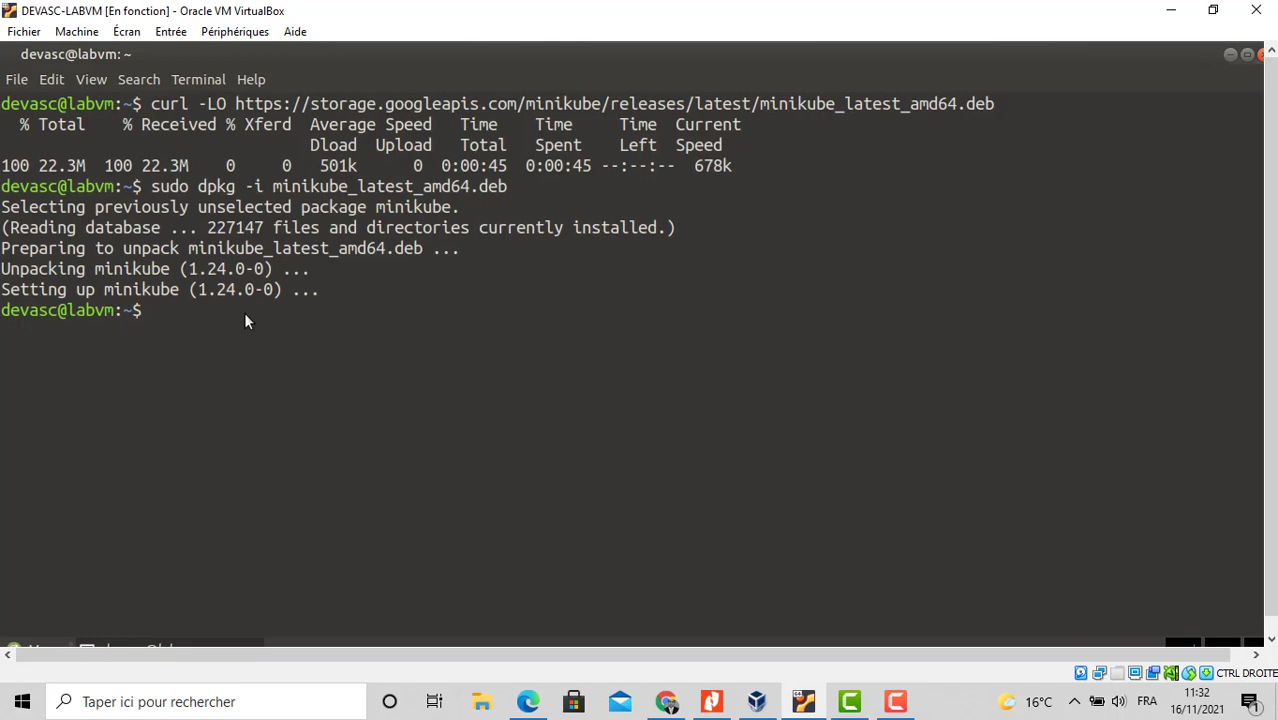 DEVASC-LABVM [En fonction] - Oracle VM VirtualBox
Fichier Machine Écran Entrée Périphériques Aide
devasc@labvm: ~
File Edit View Search Terminal Help
devasc@labvm:~$ curl -LO https://storage.googleapis.com/minikube/releases/latest/minikube_latest_amd64.deb
% Total % Received % Xferd Average Speed Time Time Time Current
Dload Upload Total Spent Left Speed
100 22.3M 100 22.3M 0 0 501k 0 0:00:45 0:00:45 --:--:-- 678k
devasc@labvm:~$ sudo dpkg -i minikube_latest_amd64.deb
Selecting previously unselected package minikube.
(Reading database ... 227147 files and directories currently installed.)
Preparing to unpack minikube_latest_amd64.deb ...
Unpacking minikube (1.24.0-0) ...
Setting up minikube (1.24.0-0) ...
devasc@labvm:~$
CTRL DROITE
Taper ici pour rechercher
16°C
FRA
11:32
16/11/2021
1